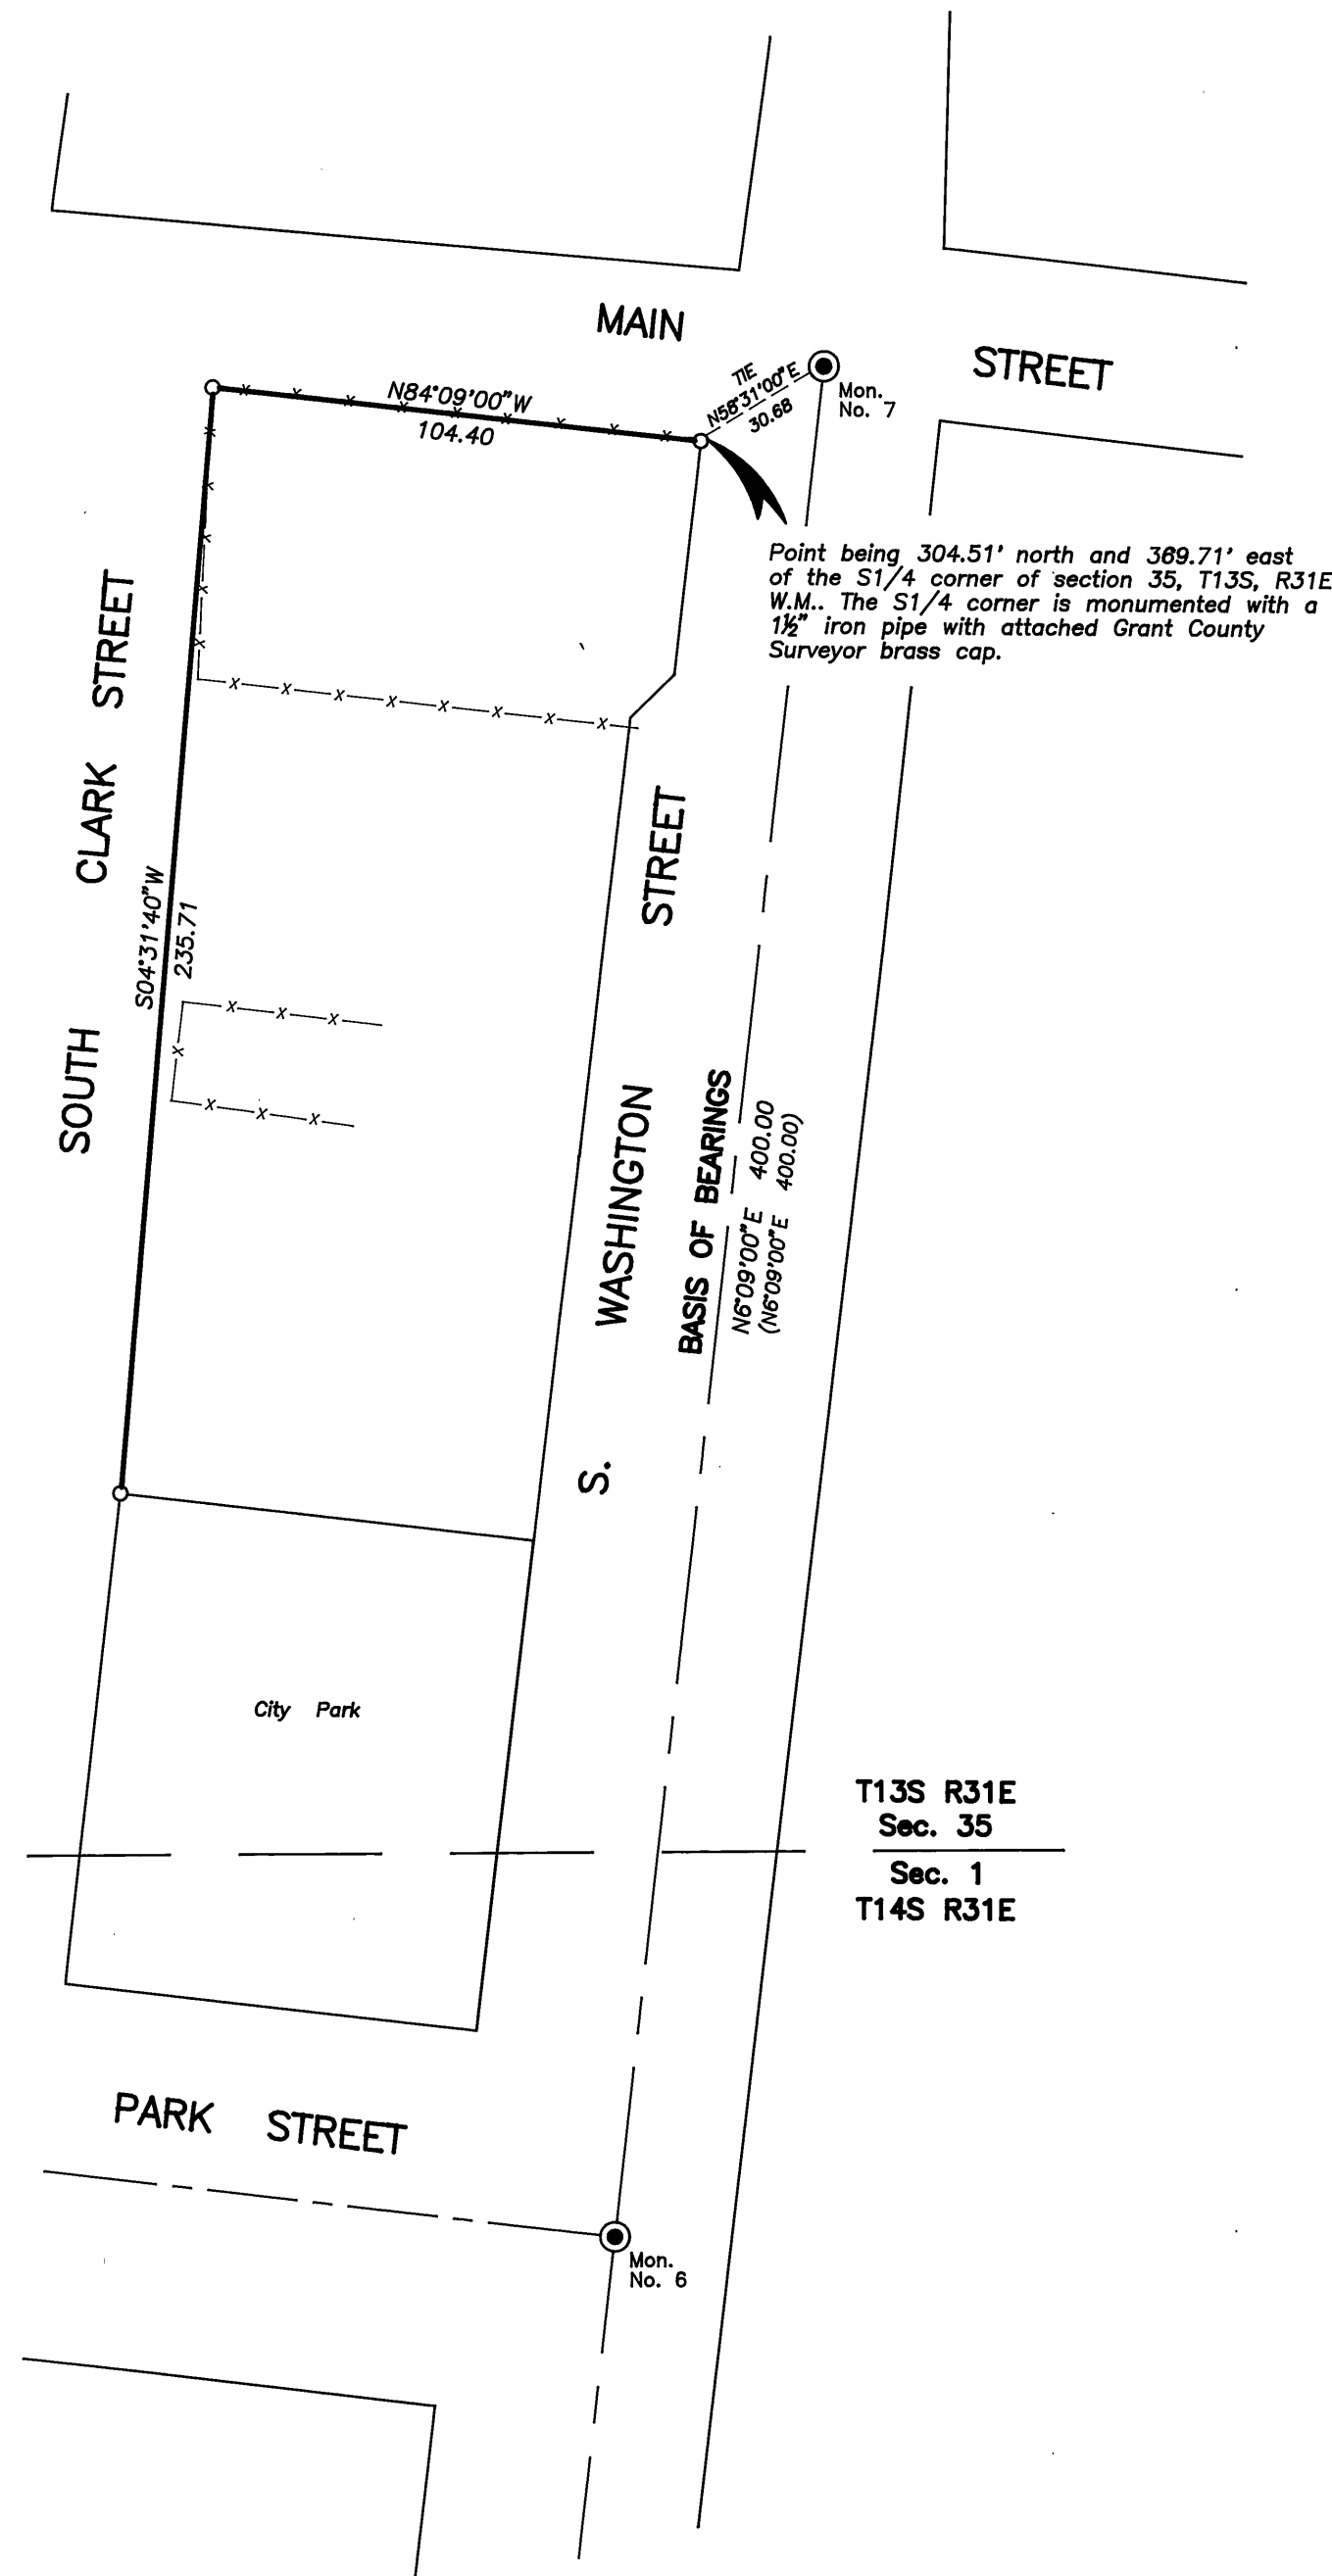 MAIN STREET
TIE
N58°31'00"E
30.68
Mon.
No. 7
N84°09'00"W
104.40
Point being 304.51' north and 369.71' east
of the S1/4 corner of section 35, T13S, R31E
W.M.. The S1/4 corner is monumented with a
1½" iron pipe with attached Grant County
Surveyor brass cap.
SOUTH CLARK STREET
S04°31'40"W
235.71
S. WASHINGTON STREET
BASIS OF BEARINGS
N6°09'00"E 400.00
(N6°09'00"E 400.00)
City Park
T13S R31E
Sec. 35
Sec. 1
T14S R31E
PARK STREET
Mon.
No. 6